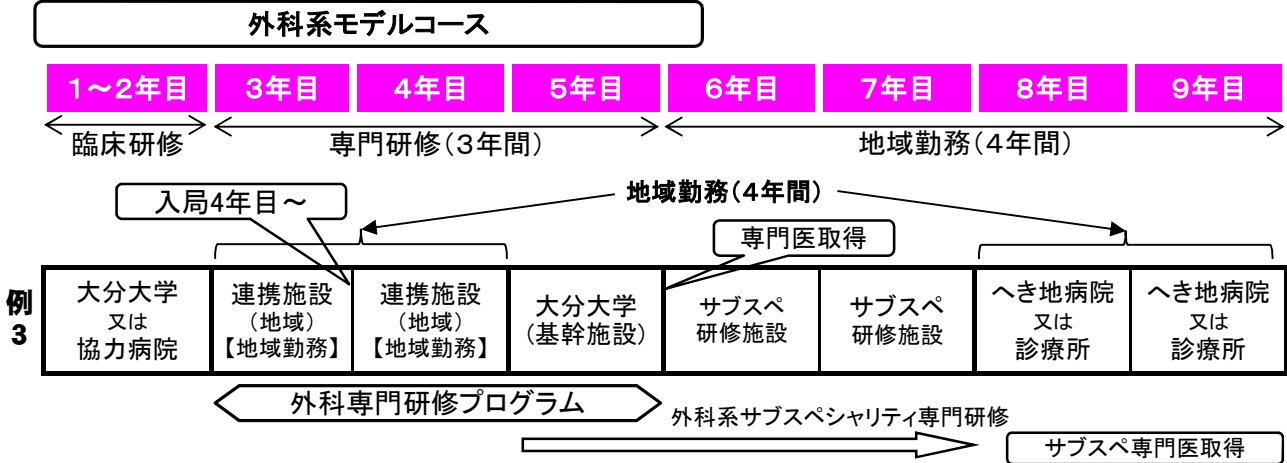 外科系モデルコース
1～2年目 3年目 4年目 5年目 6年目 7年目 8年目 9年目
臨床研修 専門研修(3年間) 地域勤務(4年間)
入局4年目～
地域勤務(4年間)
専門医取得
例
3
大分大学
又は
協力病院
連携施設
(地域)
【地域勤務】
連携施設
(地域)
【地域勤務】
大分大学
(基幹施設)
サブスペ
研修施設
サブスペ
研修施設
へき地病院
又は
診療所
へき地病院
又は
診療所
外科専門研修プログラム
外科系サブスペシャリティ専門研修
サブスペ専門医取得